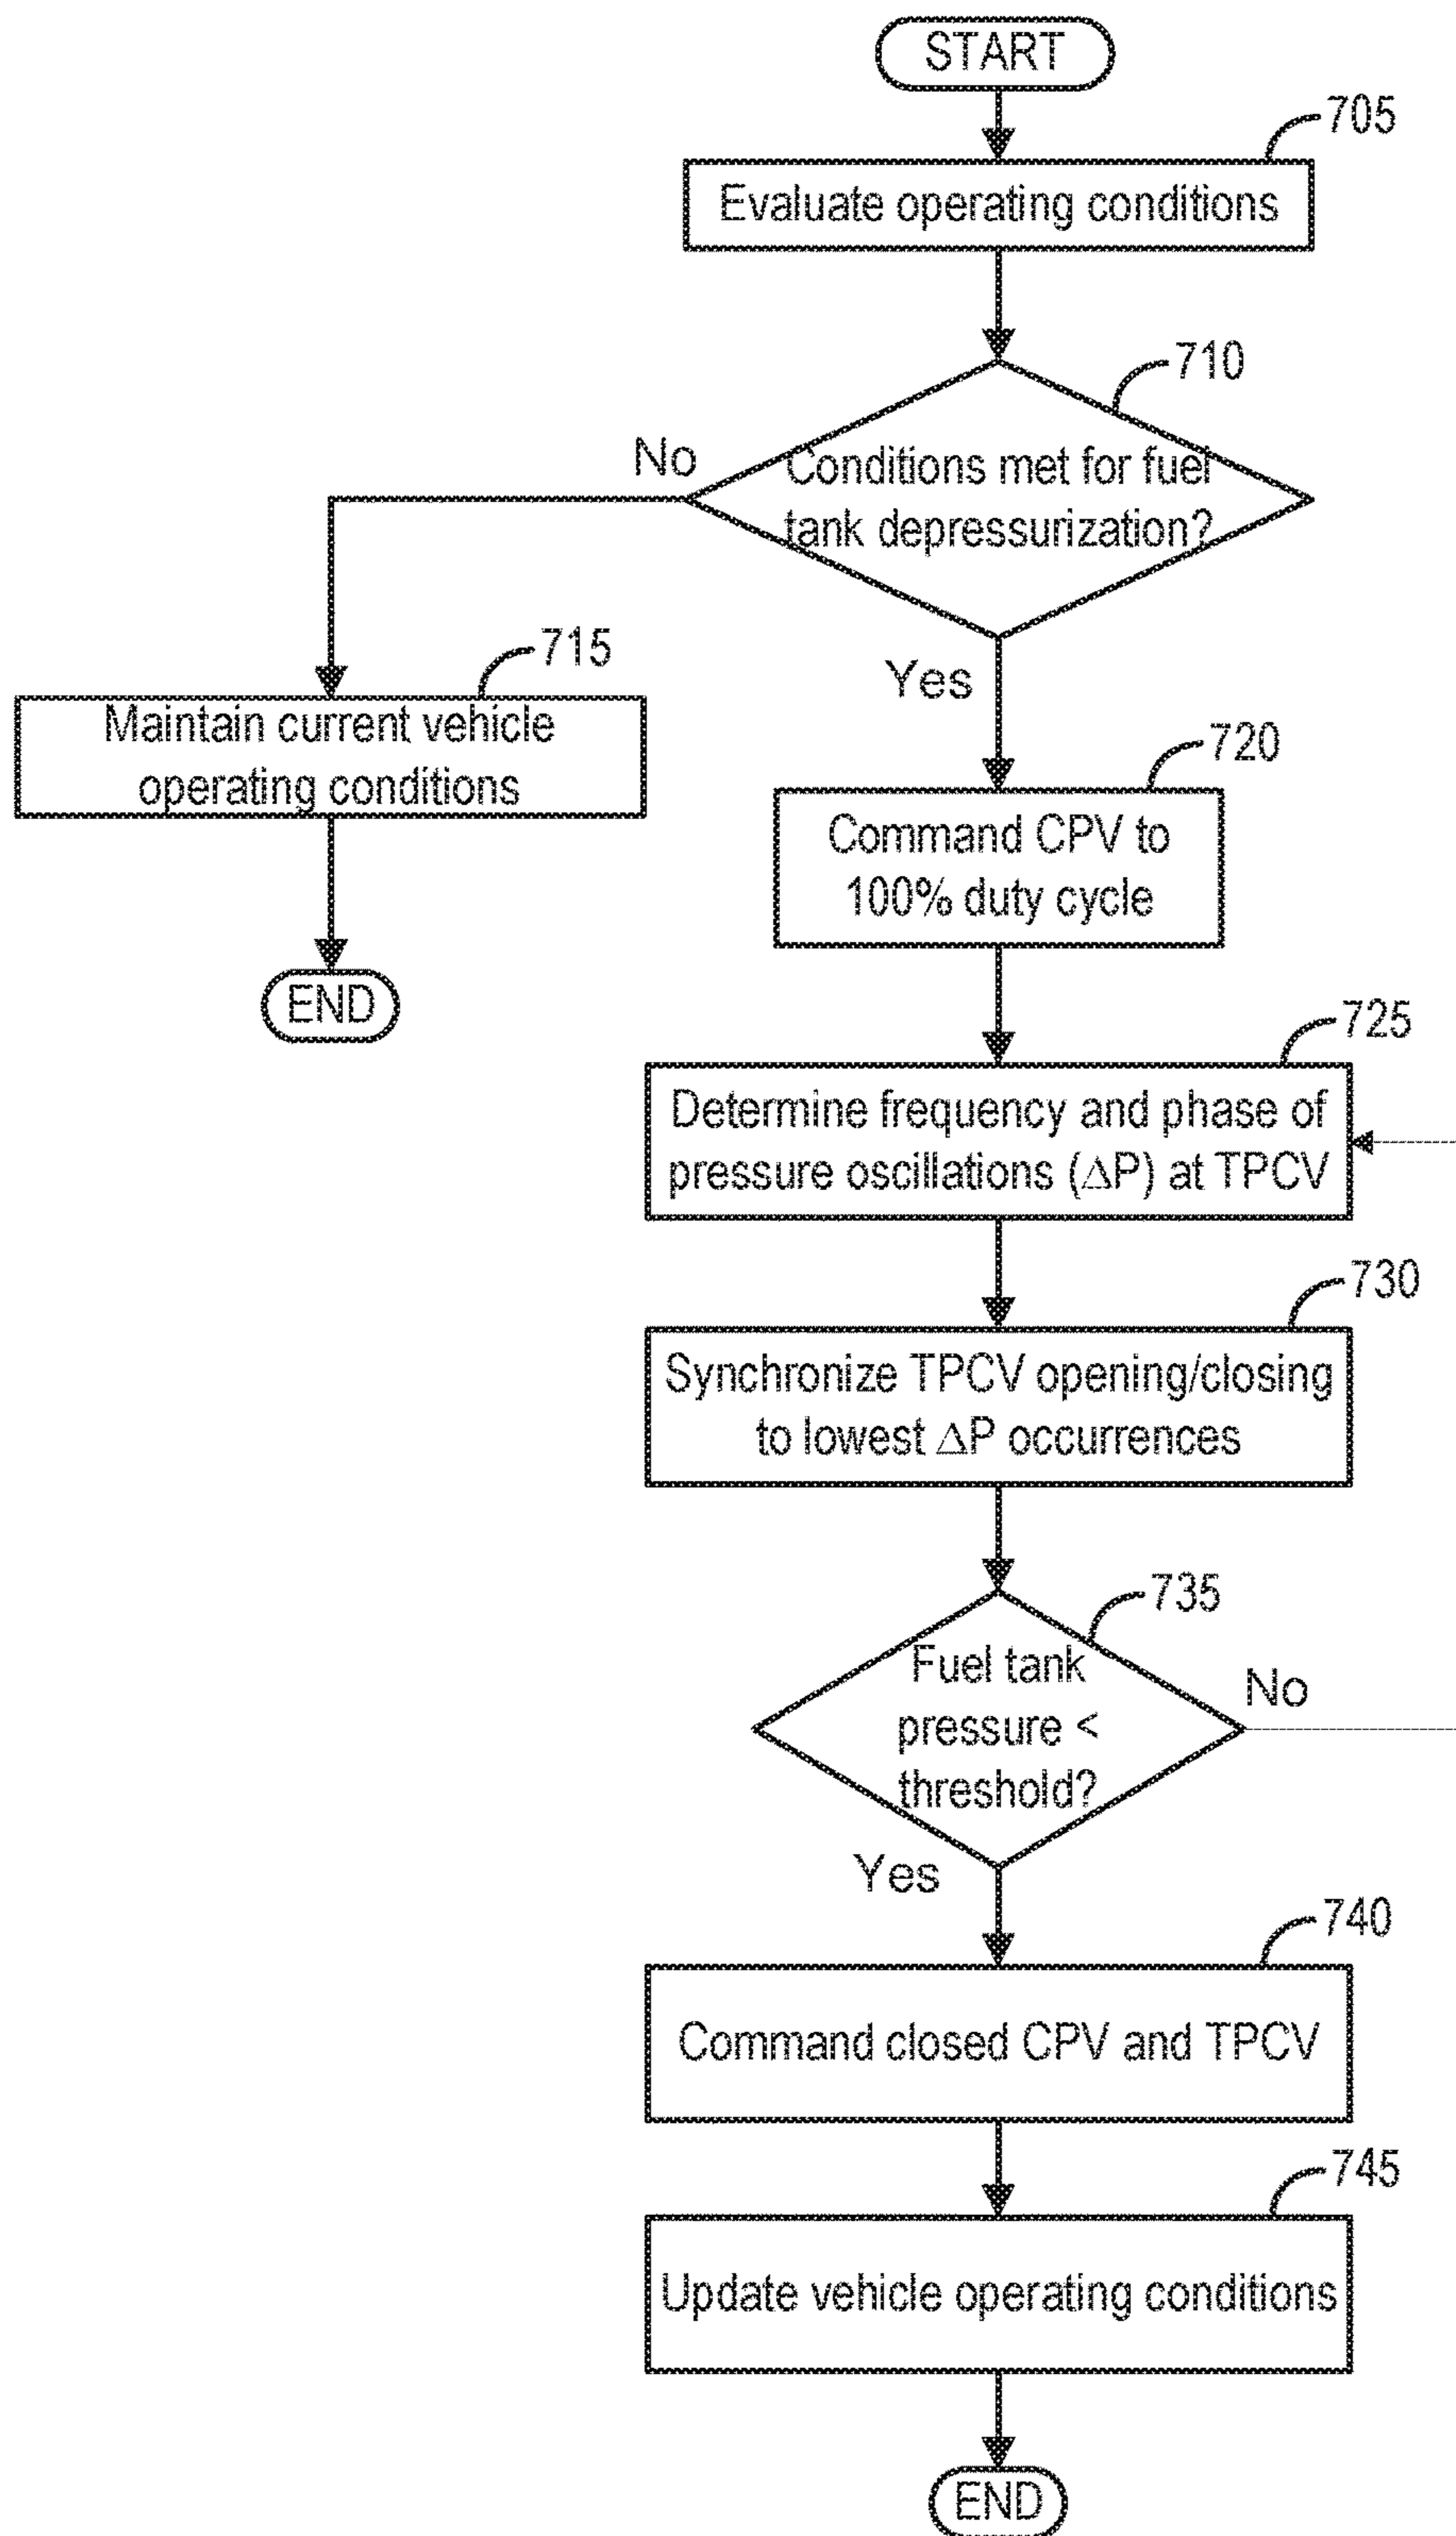 START
705
Evaluate operating conditions
710
No
Conditions met for fuel
tank depressurization?
715
Yes
Maintain current vehicle
operating conditions
720
Command CPV to
100% duty cycle
END
725
Determine frequency and phase of
pressure oscillations (ΔP) at TPCV
730
Synchronize TPCV opening/closing
to lowest ΔP occurrences
735
Fuel tank
pressure <
threshold?
No
Yes
740
Command closed CPV and TPCV
745
Update vehicle operating conditions
END